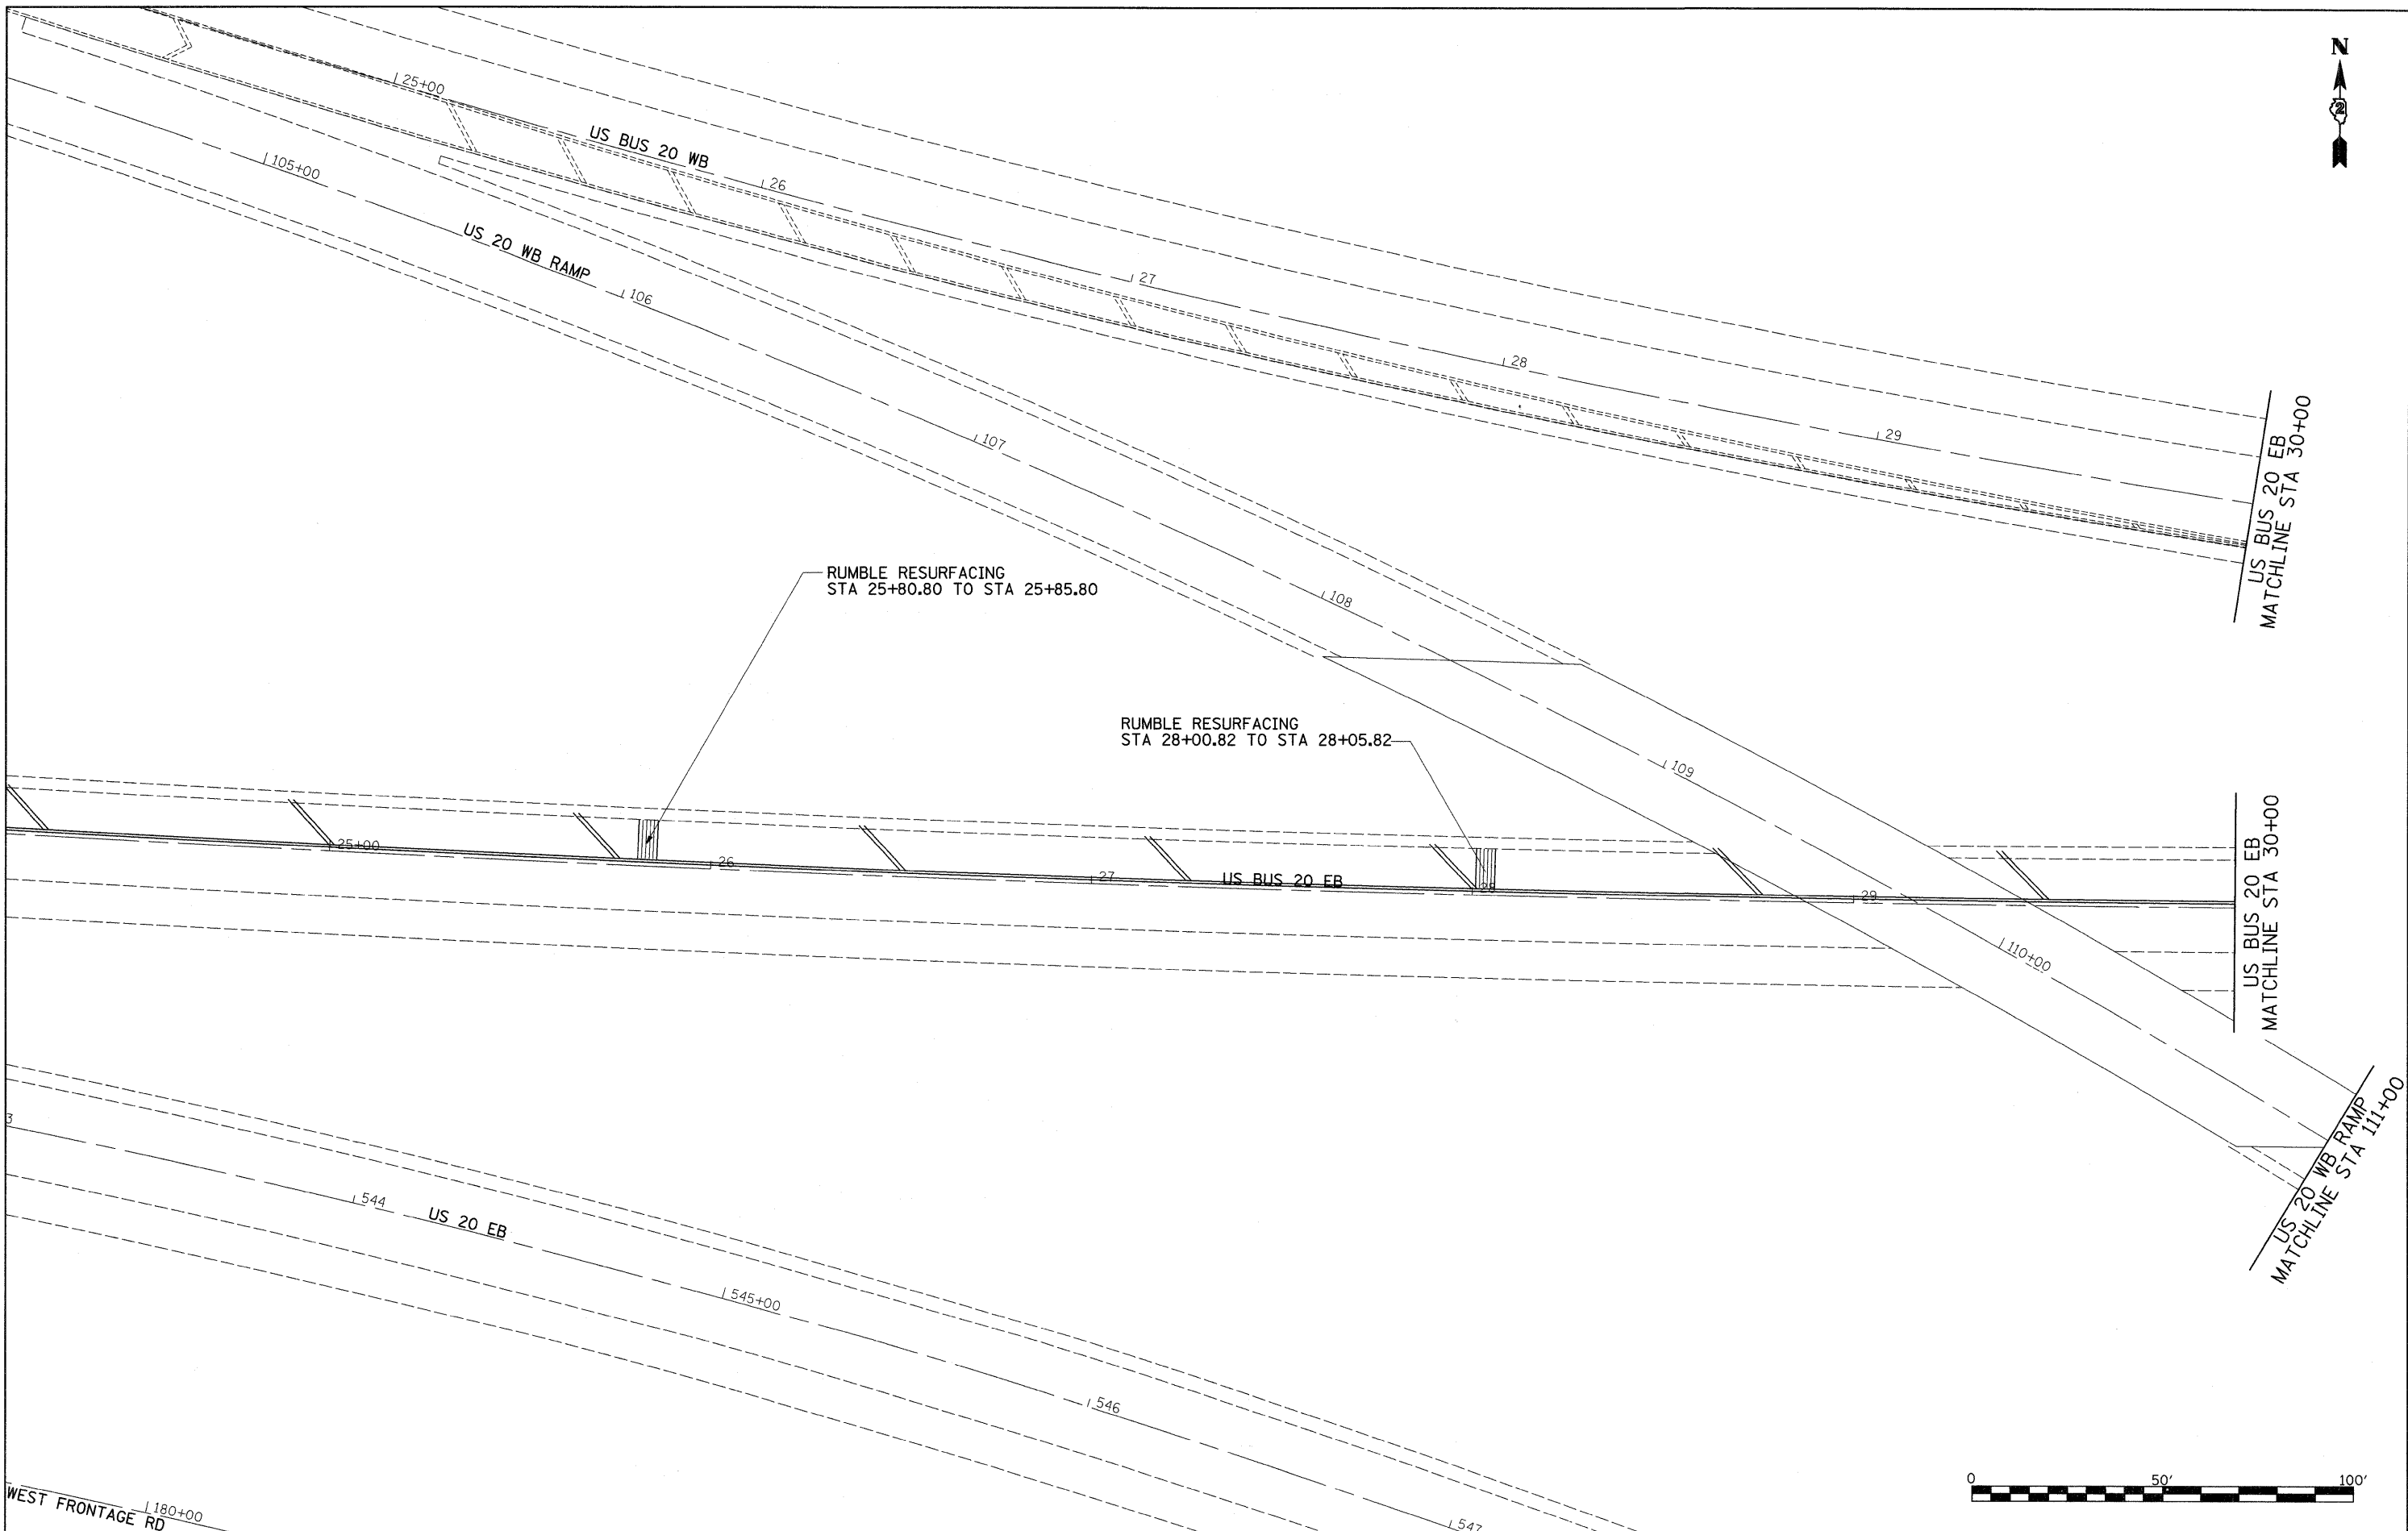 N
2
25+00
US BUS 20 WB
26
105+00
US 20 WB RAMP
106
27
28
107
29
US BUS 20 EB
MATCHLINE STA 30+00
RUMBLE RESURFACING
STA 25+80.80 TO STA 25+85.80
108
RUMBLE RESURFACING
STA 28+00.82 TO STA 28+05.82
109
25+00
26
27
US BUS 20 EB
28
29
110+00
US BUS 20 EB
MATCHLINE STA 30+00
US 20 WB RAMP
MATCHLINE STA 111+00
3
544
US 20 EB
545+00
546
547
0 50' 100'
180+00
WEST FRONTAGE RD